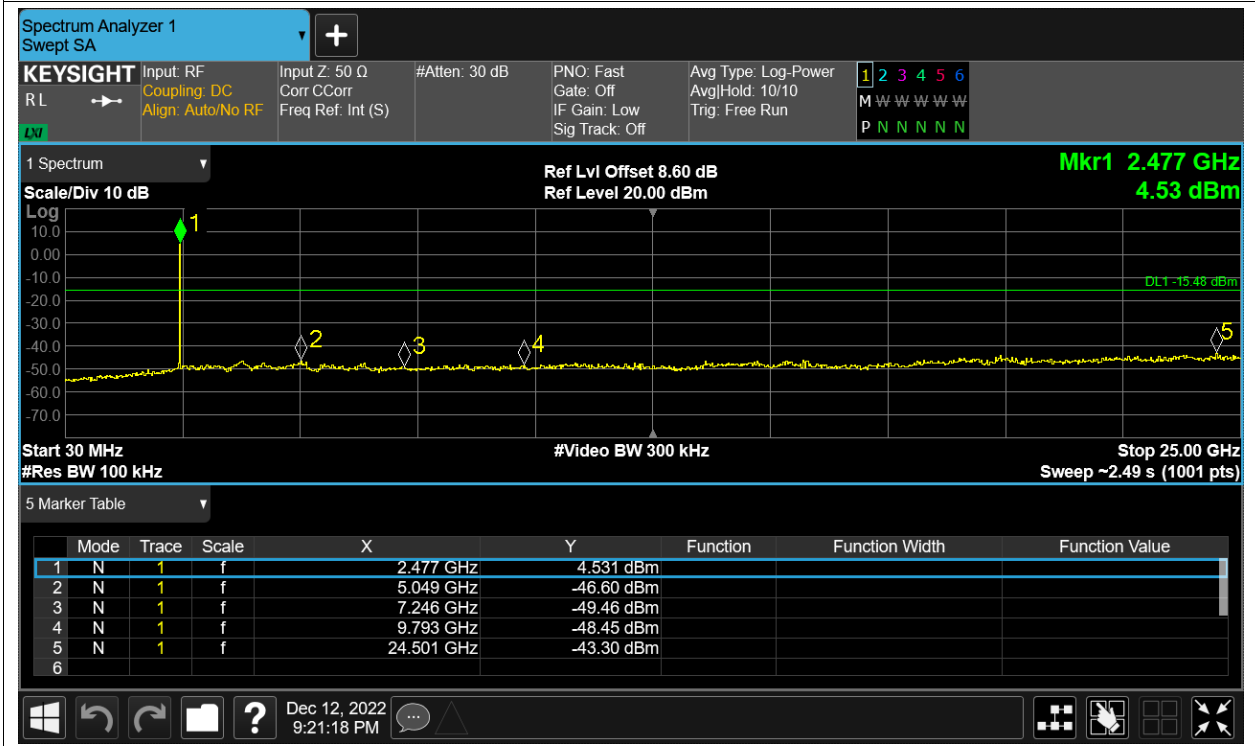 Spectrum Analyzer 1
Swept SA
+
KEYSIGHT Input: RF Input Z: 50 Ω #Atten: 30 dB PNO: Fast Avg Type: Log-Power 1 2 3 4 5 6
R L Coupling: DC Corr CCorr Gate: Off Avg|Hold: 10/10 M W W W W W
Align: Auto/No RF Freq Ref: Int (S) IF Gain: Low Trig: Free Run
LXI Sig Track: Off P N N N N N
1 Spectrum Ref Lvl Offset 8.60 dB Mkr1 2.477 GHz
Scale/Div 10 dB Ref Level 20.00 dBm 4.53 dBm
Log
1
10.0
0.00
-10.0
DL1 -15.48 dBm
-20.0
-30.0
2 3 4 5
-40.0
-50.0
-60.0
-70.0
Start 30 MHz #Video BW 300 kHz Stop 25.00 GHz
#Res BW 100 kHz Sweep ~2.49 s (1001 pts)
5 Marker Table
Mode Trace Scale X Y Function Function Width Function Value
1 N 1 f 2.477 GHz 4.531 dBm
2 N 1 f 5.049 GHz -46.60 dBm
3 N 1 f 7.246 GHz -49.46 dBm
4 N 1 f 9.793 GHz -48.45 dBm
5 N 1 f 24.501 GHz -43.30 dBm
6
? Dec 12, 2022
9:21:18 PM